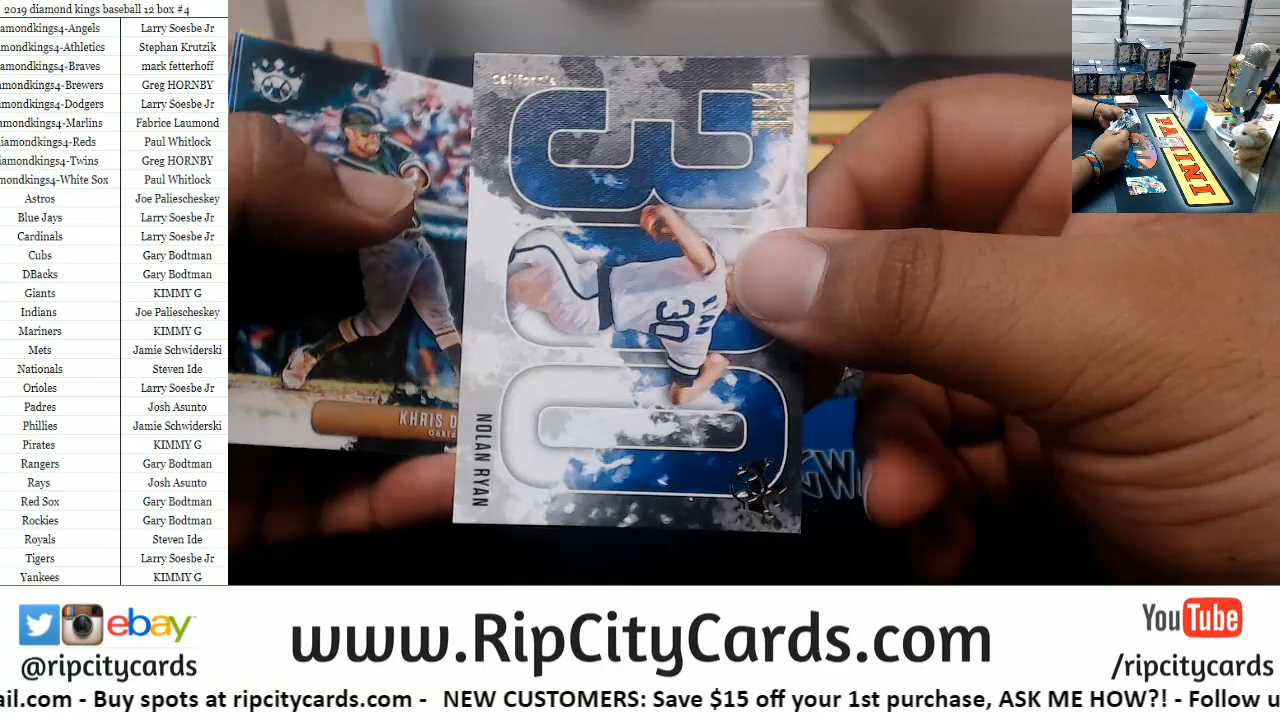 2019 diamond kings baseball 12 box #4
amondkings4-Angels Larry Soesbe Jr
amondkings4-Athletics Stephan Krutzik
amondkings4-Braves mark fetterhoff
amondkings4-Brewers Greg HORNBY
amondkings4-Dodgers Larry Soesbe Jr
amondkings4-Marlins Fabrice Laumond
iamondkings4-Reds Paul Whitlock
iamondkings4-Twins Greg HORNBY
mondkings4-White Sox Paul Whitlock
Astros Joe Paliescheskey
Blue Jays Larry Soesbe Jr
Cardinals Larry Soesbe Jr
Cubs Gary Bodtman
DBacks Gary Bodtman
Giants KIMMY G
Indians Joe Paliescheskey
Mariners KIMMY G
Mets Jamie Schwiderski
Nationals Steven Ide
Orioles Larry Soesbe Jr
Padres Josh Asunto
Phillies Jamie Schwiderski
Pirates KIMMY G
Rangers Gary Bodtman
Rays Josh Asunto
Red Sox Gary Bodtman
Rockies Gary Bodtman
Royals Steven Ide
Tigers Larry Soesbe Jr
Yankees KIMMY G
California
THE
300
RYAN
30
NOLAN RYAN
KHRIS D
PANINI
ebay
@ripcitycards
www.RipCityCards.com
YouTube
/ripcitycards
ail.com - Buy spots at ripcitycards.com - NEW CUSTOMERS: Save $15 off your 1st purchase, ASK ME HOW?! - Follow u